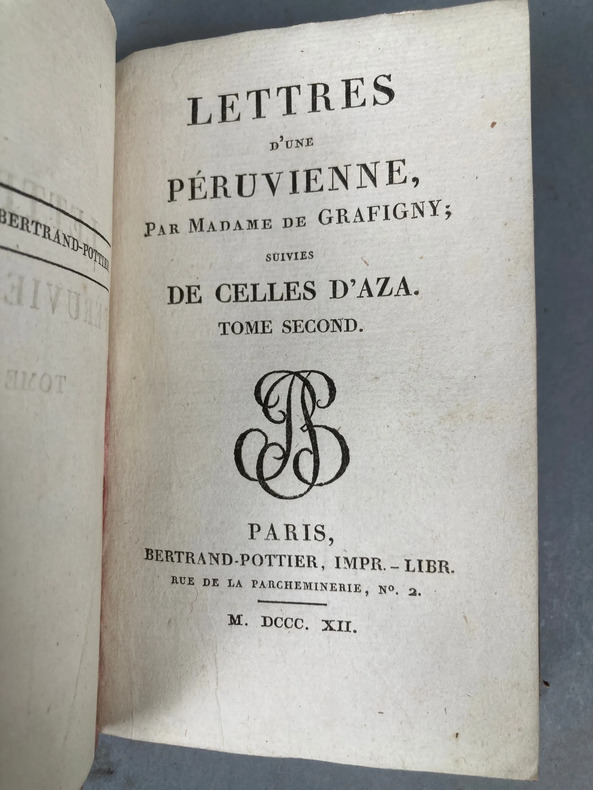 BERTRAND-POTTIER
LETTRES
D'UNE
PÉRUVIENNE,
PAR MADAME DE GRAFIGNY;
SUIVIES
DE CELLES D'AZA.
TOME SECOND.
PARIS,
BERTRAND-POTTIER, IMPR.-LIBR.
RUE DE LA PARCHEMINERIE, Nº. 2.
M. DCCC. XII.